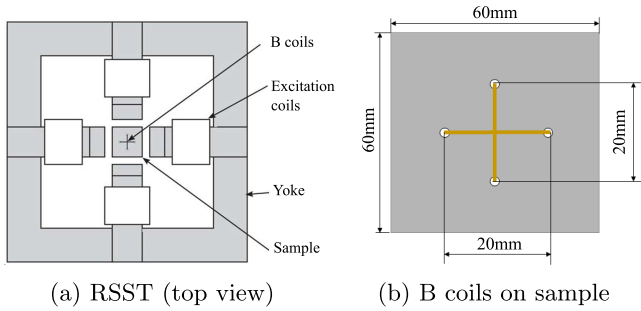 B coils
Excitation
coils
Yoke
Sample
(a) RSST (top view)
60mm
60mm
20mm
20mm
(b) B coils on sample